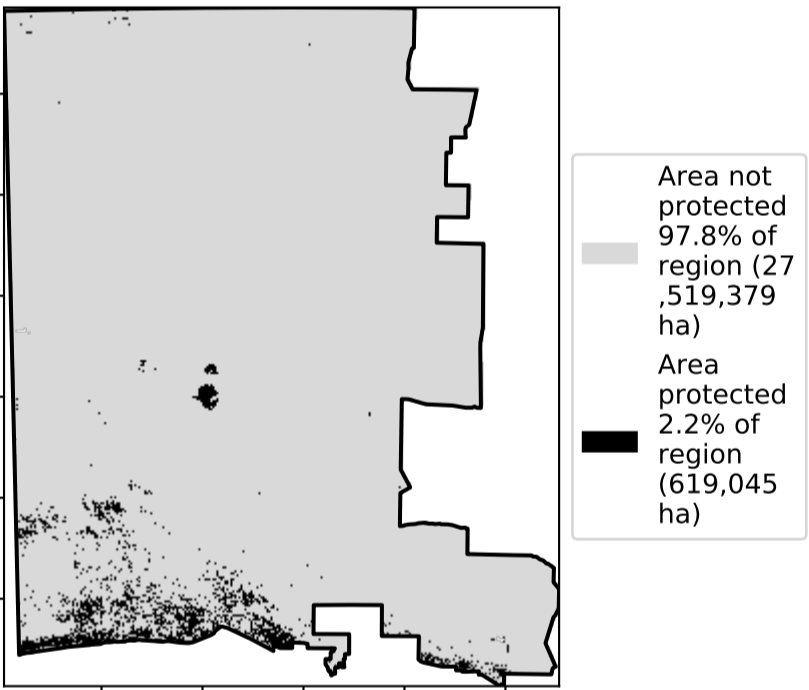 Area not
protected
97.8% of
region (27
,519,379
ha)
Area
protected
2.2% of
region
(619,045
ha)